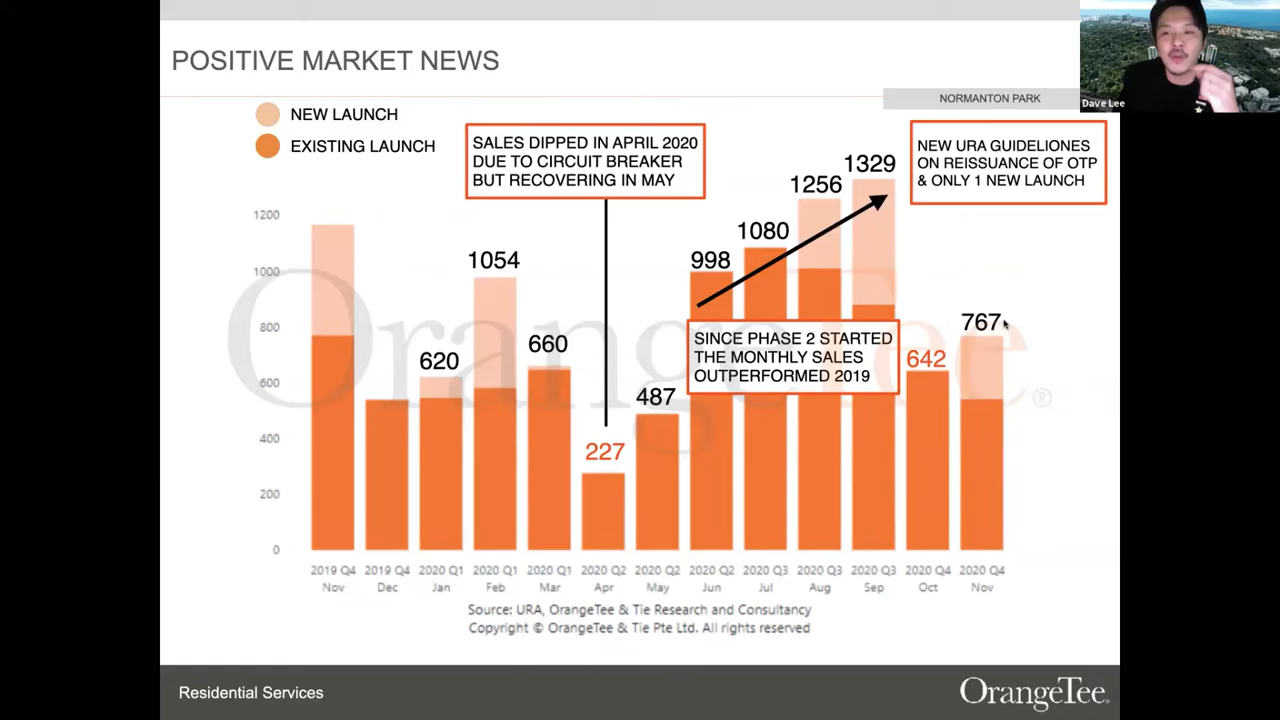 POSITIVE MARKET NEWS
NORMANTON PARK
Dave Lee
NEW LAUNCH
EXISTING LAUNCH
SALES DIPPED IN APRIL 2020
DUE TO CIRCUIT BREAKER
BUT RECOVERING IN MAY
NEW URA GUIDELIONES
ON REISSUANCE OF OTP
& ONLY 1 NEW LAUNCH
SINCE PHASE 2 STARTED
THE MONTHLY SALES
OUTPERFORMED 2019
1200
1000
800
600
400
200
0
620
1054
660
227
487
998
1080
1256
1329
642
767
OrangeTee®
2019 Q4 Nov
2019 Q4 Dec
2020 Q1 Jan
2020 Q1 Feb
2020 Q1 Mar
2020 Q2 Apr
2020 Q2 May
2020 Q2 Jun
2020 Q3 Jul
2020 Q3 Aug
2020 Q3 Sep
2020 Q4 Oct
2020 Q4 Nov
Source: URA, OrangeTee & Tie Research and Consultancy
Copyright © OrangeTee & Tie Pte Ltd. All rights reserved
Residential Services
OrangeTee®